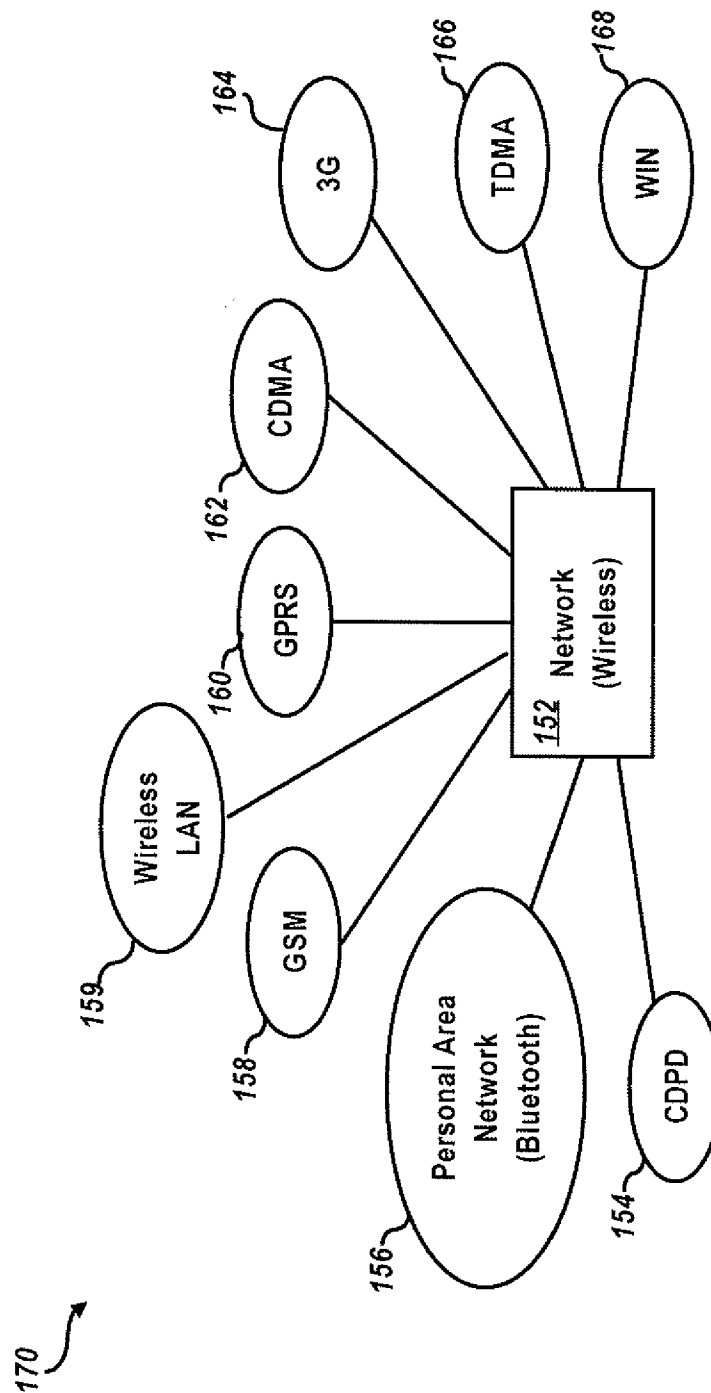 170
159
Wireless
LAN
164
3G
162
CDMA
160
GPRS
158
GSM
166
TDMA
156
Personal Area
Network
(Bluetooth)
168
WIN
154
CDPD
152
Network
(Wireless)